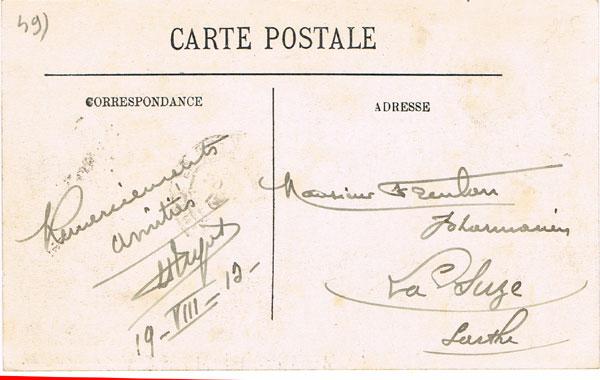 49)
CARTE POSTALE
CORRESPONDANCE
Remerciements
amitiés
19-VIII-12-
ADRESSE
Monsieur
Pharmacien
La Suze
Sarthe